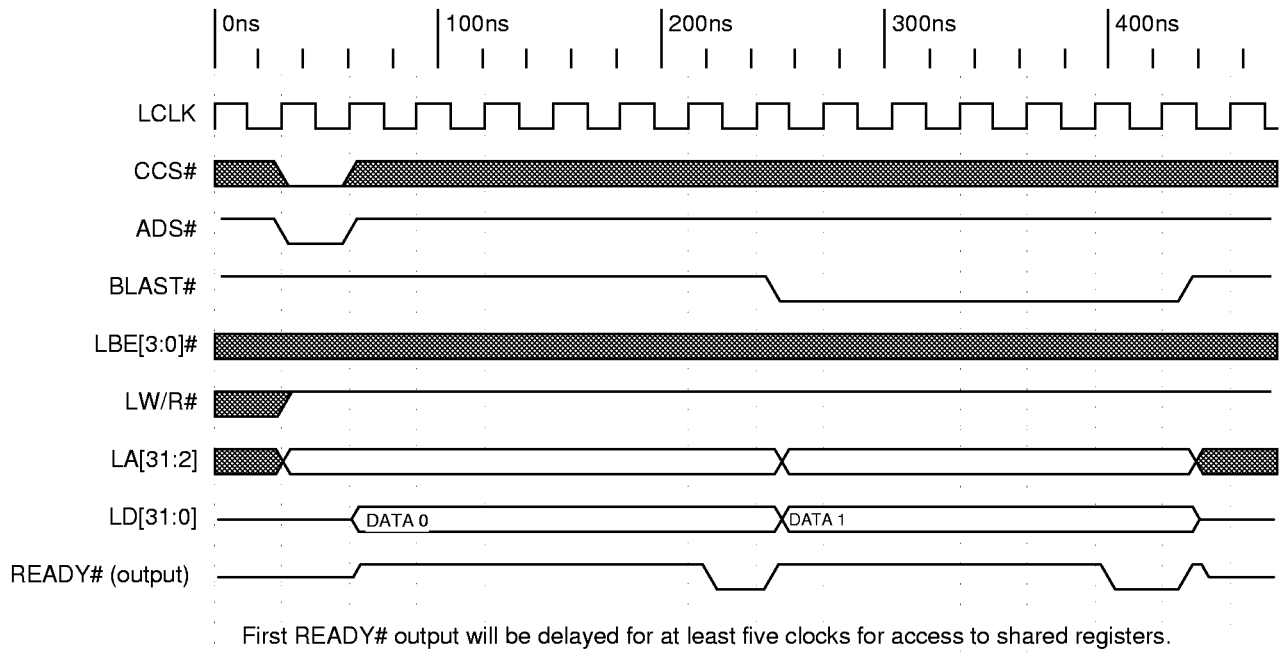 0ns 100ns 200ns 300ns 400ns
LCLK
CCS#
ADS#
BLAST#
LBE[3:0]#
LW/R#
LA[31:2]
LD[31:0] DATA 0 DATA 1
READY# (output)
First READY# output will be delayed for at least five clocks for access to shared registers.